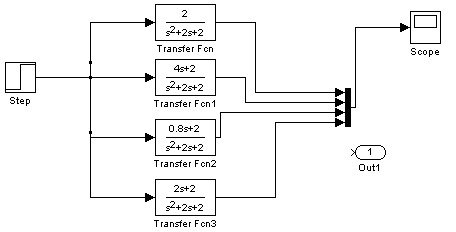 2
s²+2s+2
Transfer Fcn
4s+2
s²+2s+2
Transfer Fcn1
0.8s+2
s²+2s+2
Transfer Fcn2
2s+2
s²+2s+2
Transfer Fcn3
Step
Scope
1
Out1